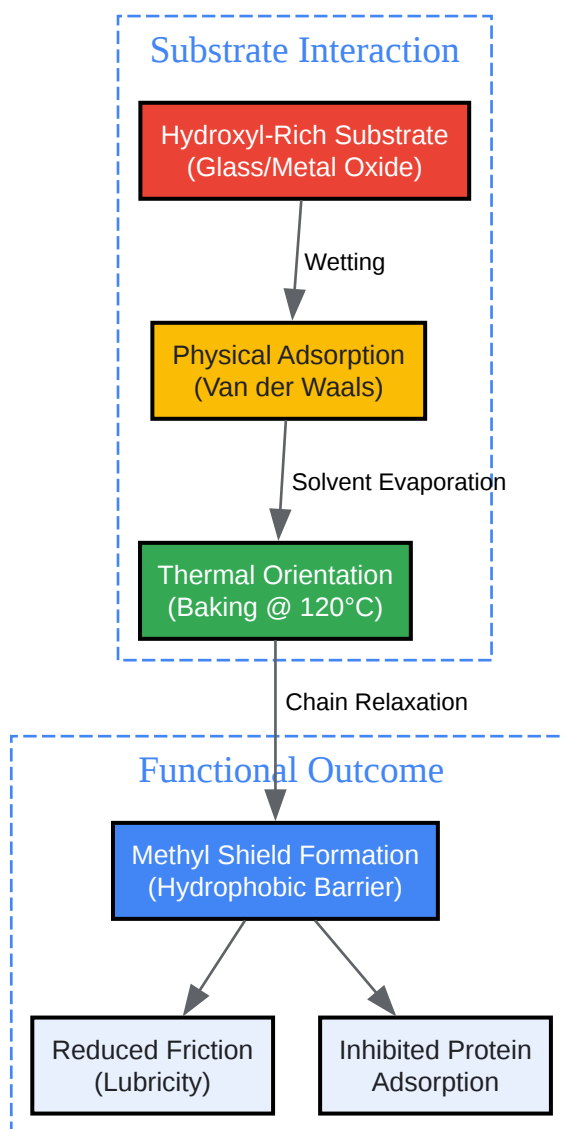 Substrate Interaction
Hydroxyl-Rich Substrate
(Glass/Metal Oxide)
Wetting
Physical Adsorption
(Van der Waals)
Solvent Evaporation
Thermal Orientation
(Baking @ 120°C)
Chain Relaxation
Functional Outcome
Methyl Shield Formation
(Hydrophobic Barrier)
Reduced Friction
(Lubricity)
Inhibited Protein
Adsorption